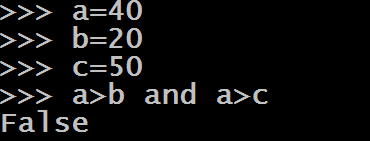 >>> a=40
>>> b=20
>>> c=50
>>> a>b and a>c
False